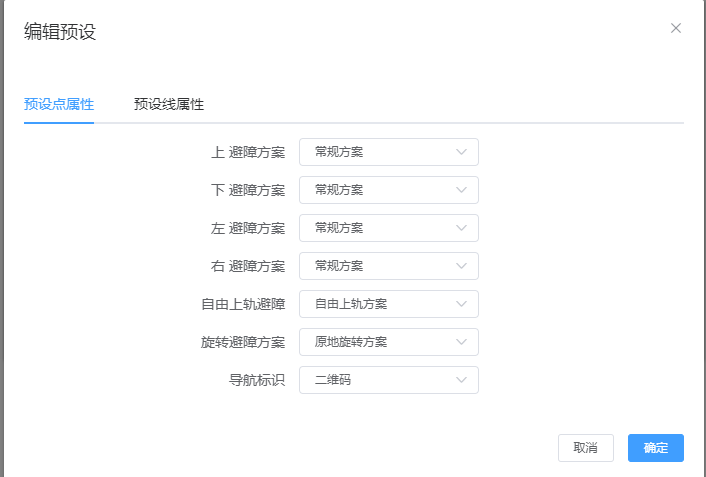 编辑预设
预设点属性 预设线属性
上 避障方案 常规方案
下 避障方案 常规方案
左 避障方案 常规方案
右 避障方案 常规方案
自由上轨避障 自由上轨方案
旋转避障方案 原地旋转方案
导航标识 二维码
取消 确定